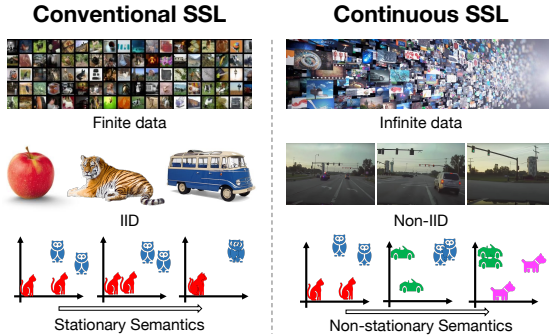 Conventional SSL
Finite data
IID
Stationary Semantics
Continuous SSL
Infinite data
Non-IID
Non-stationary Semantics